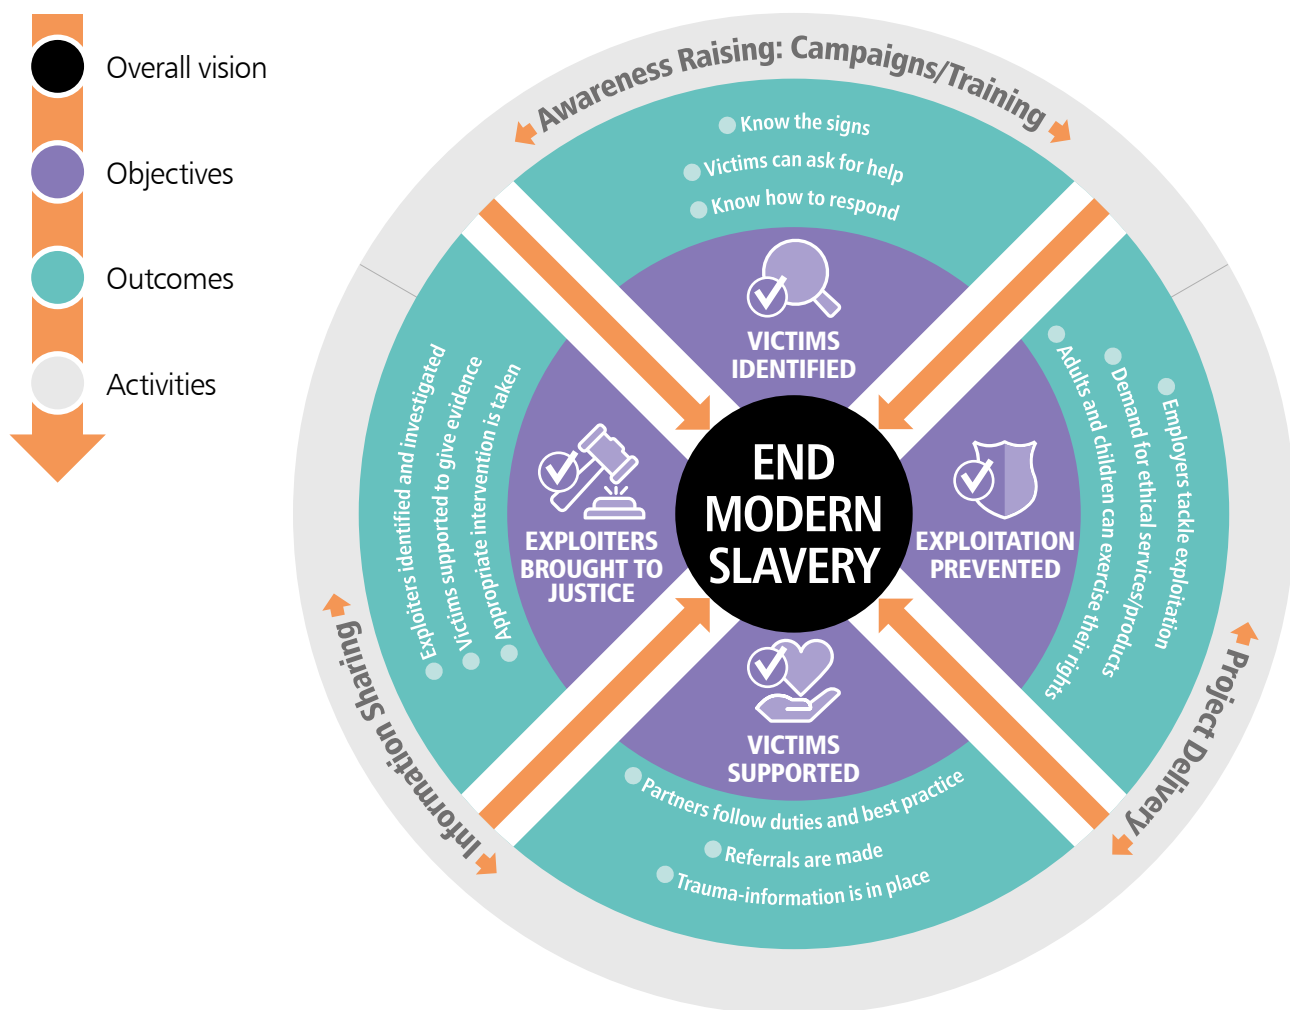 Overall vision
Objectives
Outcomes
Activities
Awareness Raising: Campaigns/Training
Know the signs
Victims can ask for help
Know how to respond
VICTIMS
IDENTIFIED
Employers tackle exploitation
Demand for ethical services/products
Adults and children can exercise their rights
EXPLOITATION
PREVENTED
END
MODERN
SLAVERY
Exploiters identified and investigated
Victims supported to give evidence
Appropriate intervention is taken
EXPLOITERS
BROUGHT TO
JUSTICE
VICTIMS
SUPPORTED
Partners follow duties and best practice
Referrals are made
Trauma-information is in place
Information Sharing
Project Delivery